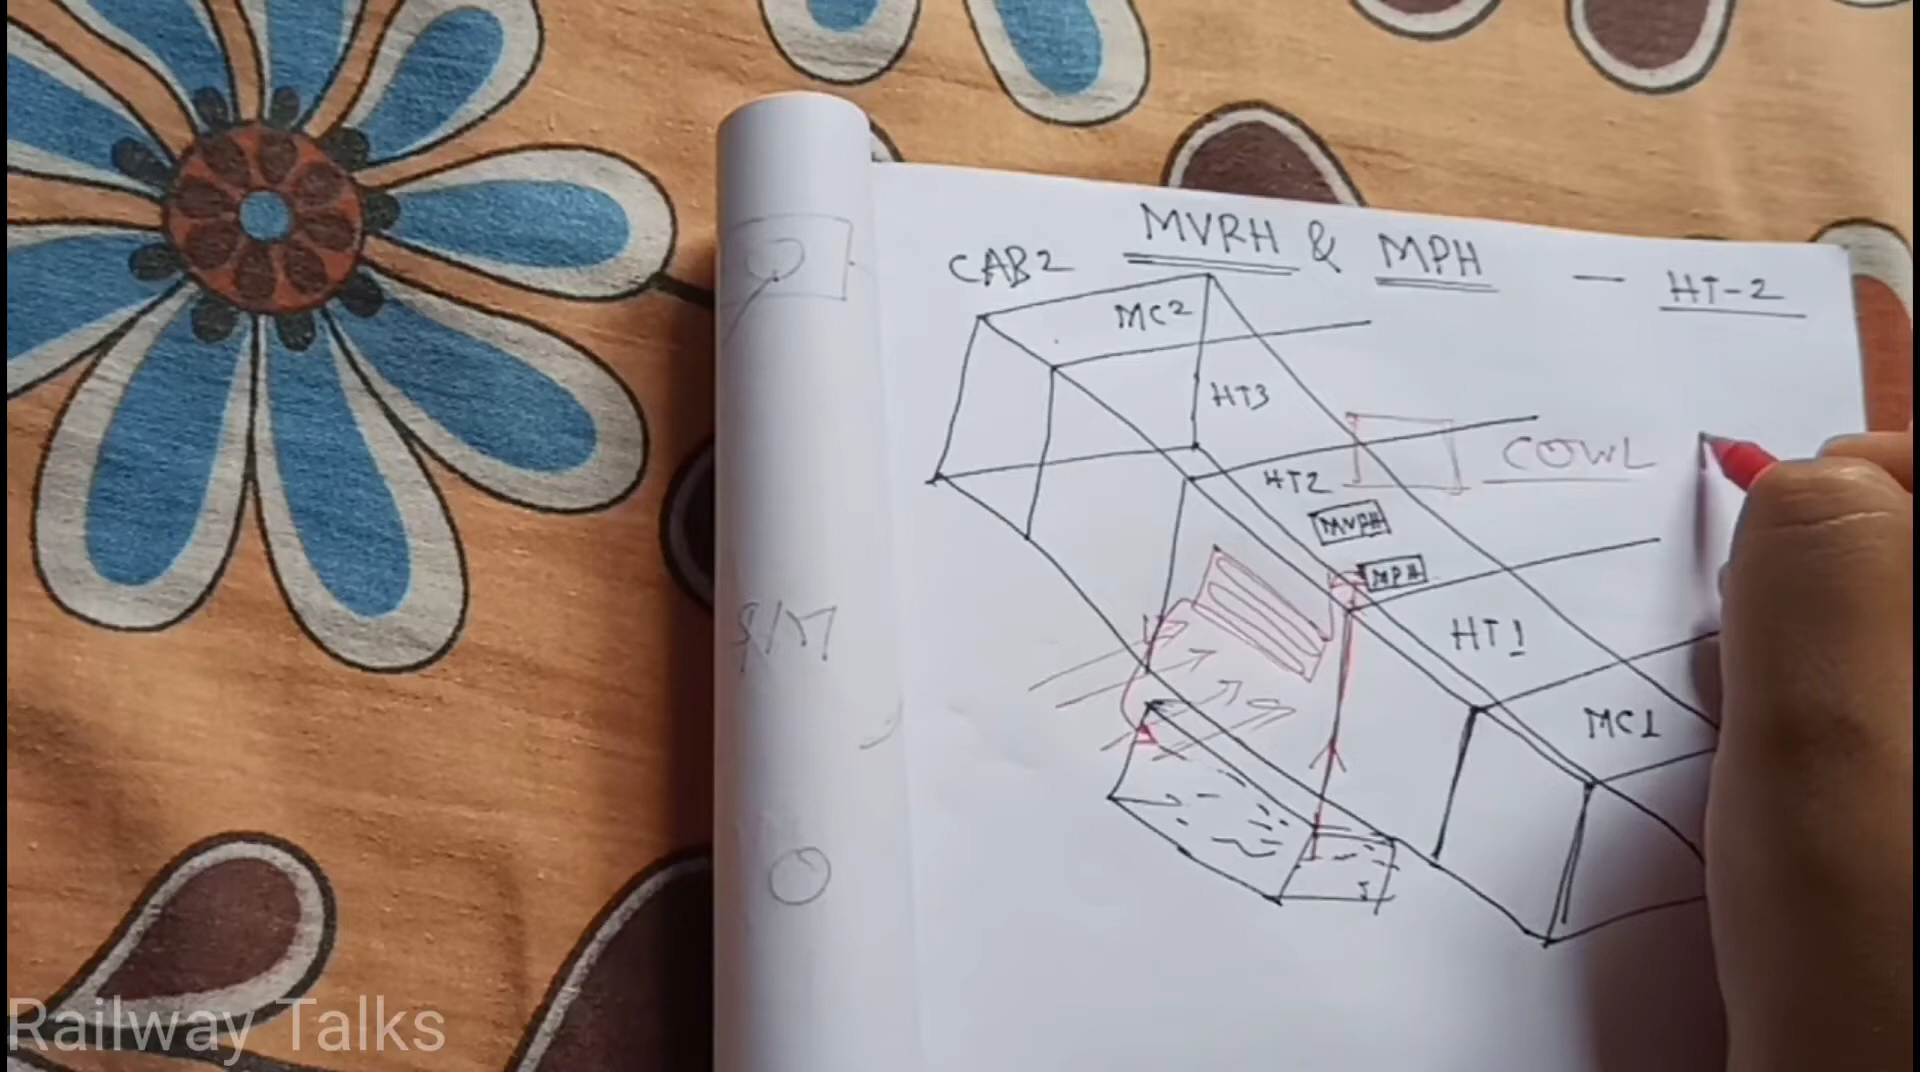 MVRH & MPH - HT-2
CAB2
MC2
HT3
COWL
HT2
MVRH
MPH
HT1
MC1
Railway Talks